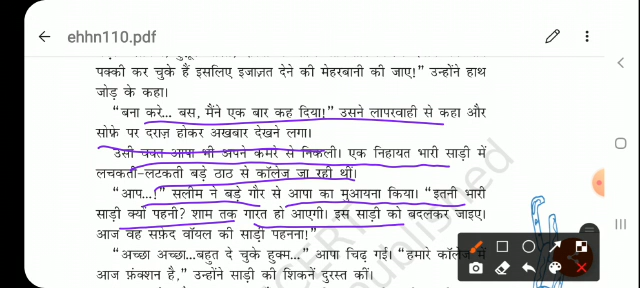 ehhn110.pdf
पक्की कर चुके हैं इसलिए इजाज़त देने की मेहरबानी की जाए!” उन्होंने हाथ
जोड़ के कहा।
“बना करे... बस, मैंने एक बार कह दिया!” उसने लापरवाही से कहा और
सोफ़े पर दराज़ होकर अखबार देखने लगा।
उसी वक्त आपा भी अपने कमरे से निकली। एक निहायत भारी साड़ी में
लचकती-लटकती बड़े ठाठ से कॉलेज जा रही थीं।
“आप...!” सलीम ने बड़े गौर से आपा का मुआयना किया। “इतनी भारी
साड़ी क्यों पहनी? शाम तक गारत हो जाएगी। इस साड़ी को बदलकर जाइए।
आज वह सफ़ेद वॉयल की साड़ी पहनना!”
“अच्छा अच्छा...बहुत दे चुके हुक्म...” आपा चिढ़ गईं। “हमारे कॉलेज में
आज फ़ंक्शन है,” उन्होंने साड़ी की शिकनें दुरस्त कीं।